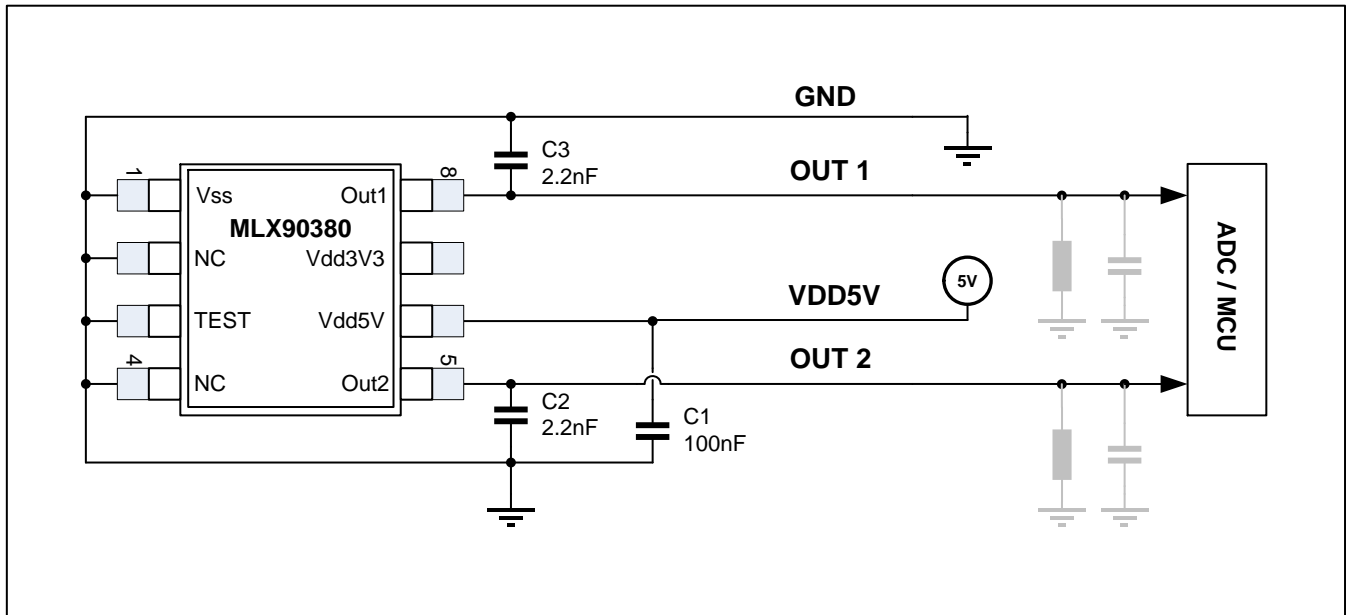 GND
C3
2.2nF
OUT 1
1
8
Vss
Out1
MLX90380
NC
Vdd3V3
5V
VDD5V
TEST
Vdd5V
ADC / MCU
OUT 2
4
5
NC
Out2
C2
2.2nF
C1
100nF